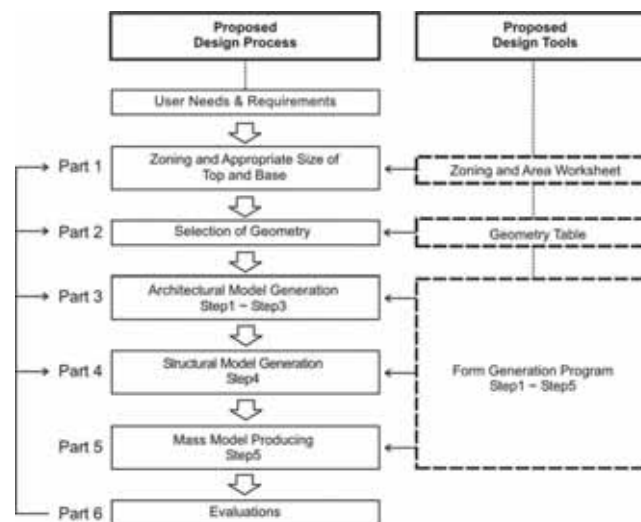 Proposed
Design Process
Proposed
Design Tools
User Needs & Requirements
Part 1
Zoning and Appropriate Size of
Top and Base
Zoning and Area Worksheet
Part 2
Selection of Geometry
Geometry Table
Part 3
Architectural Model Generation
Step1 ~ Step3
Part 4
Structural Model Generation
Step4
Form Generation Program
Step1 ~ Step5
Part 5
Mass Model Producing
Step5
Part 6
Evaluations